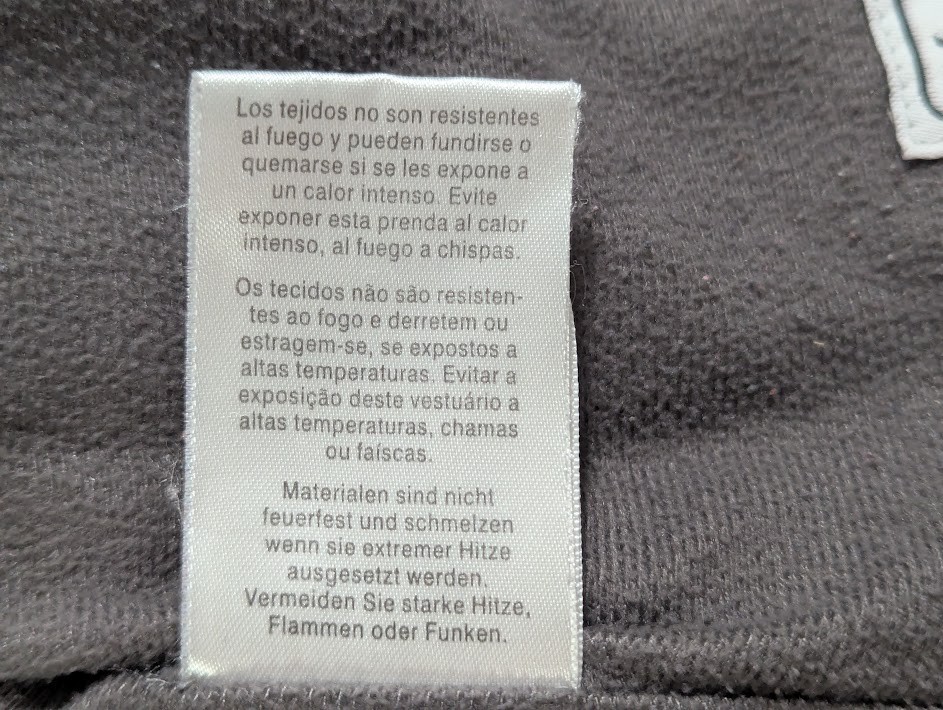 Los tejidos no son resistentes
al fuego y pueden fundirse o
quemarse si se les expone a
un calor intenso. Evite
exponer esta prenda al calor
intenso, al fuego a chispas.
Os tecidos não são resisten-
tes ao fogo e derretem ou
estragem-se, se expostos a
altas temperaturas. Evitar a
exposição deste vestuário a
altas temperaturas, chamas
ou faíscas.
Materialen sind nicht
feuerfest und schmelzen
wenn sie extremer Hitze
ausgesetzt werden.
Vermeiden Sie starke Hitze,
Flammen oder Funken.